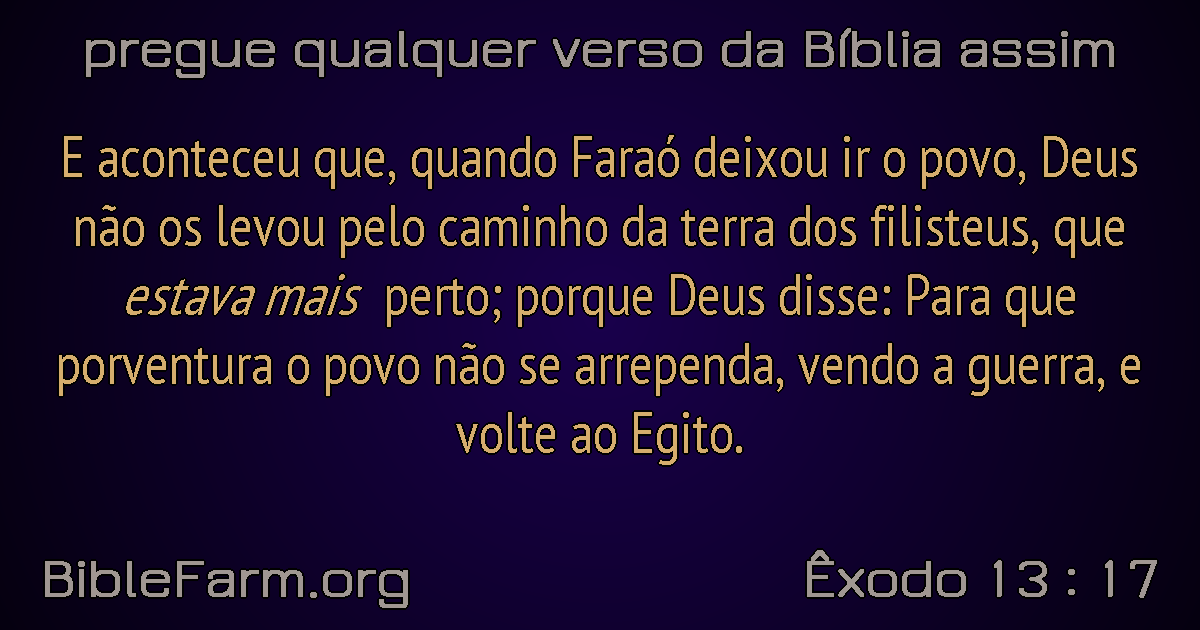 pregue qualquer verso da Bíblia assim
E aconteceu que, quando Faraó deixou ir o povo, Deus
não os levou pelo caminho da terra dos filisteus, que
estava mais perto; porque Deus disse: Para que
porventura o povo não se arrependa, vendo a guerra, e
volte ao Egito.
BibleFarm.org
Êxodo 13 : 17